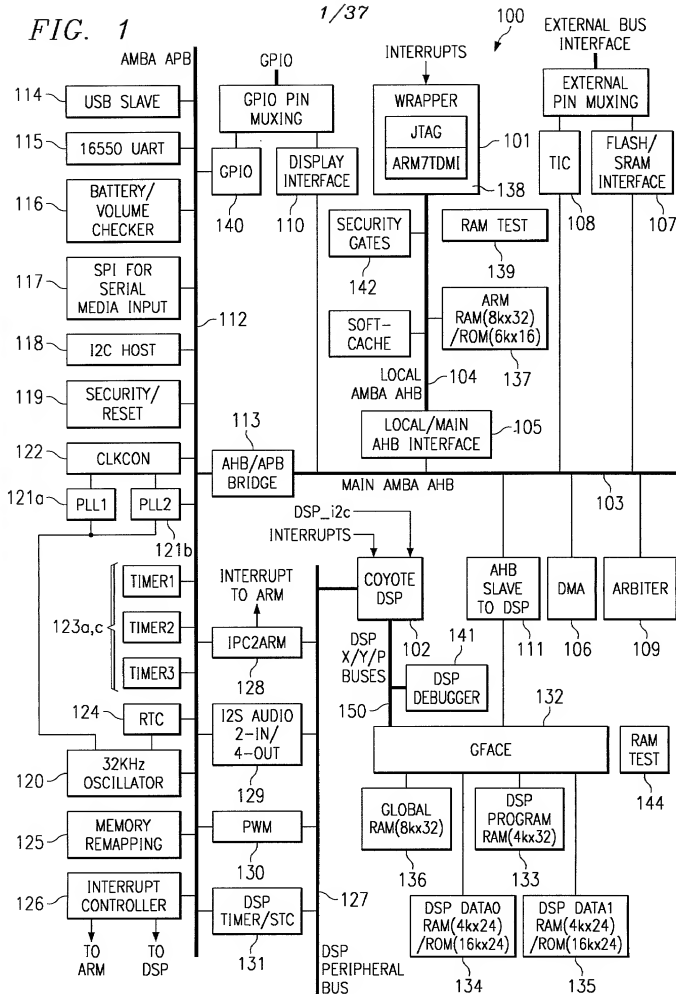 1/37
FIG. 1
100
AMBA APB
GPIO
INTERRUPTS
EXTERNAL BUS
INTERFACE
114
USB SLAVE
GPIO PIN
MUXING
WRAPPER
JTAG
ARM7TDMI
101
138
EXTERNAL
PIN MUXING
115
16550 UART
GPIO
140
DISPLAY
INTERFACE
110
TIC
108
FLASH/
SRAM
INTERFACE
107
116
BATTERY/
VOLUME
CHECKER
SECURITY
GATES
142
RAM TEST
139
117
SPI FOR
SERIAL
MEDIA INPUT
112
SOFT-
CACHE
ARM
RAM(8kx32)
/ROM(6kx16)
137
118
I2C HOST
LOCAL
AMBA AHB
104
119
SECURITY/
RESET
113
LOCAL/MAIN
AHB INTERFACE
105
122
CLKCON
AHB/APB
BRIDGE
MAIN AMBA AHB
103
121a
PLL1
PLL2
121b
DSP_i2c
INTERRUPTS
TIMER1
INTERRUPT
TO ARM
COYOTE
DSP
102
AHB
SLAVE
TO DSP
111
DMA
106
ARBITER
109
123a,c
TIMER2
IPC2ARM
128
DSP
X/Y/P
BUSES
150
141
DSP
DEBUGGER
TIMER3
124
RTC
I2S AUDIO
2-IN/
4-OUT
129
132
GFACE
RAM
TEST
144
120
32KHz
OSCILLATOR
125
MEMORY
REMAPPING
PWM
130
GLOBAL
RAM(8kx32)
136
DSP
PROGRAM
RAM(4kx32)
133
127
126
INTERRUPT
CONTROLLER
DSP
TIMER/STC
131
DSP DATA0
RAM(4kx24)
/ROM(16kx24)
134
DSP DATA1
RAM(4kx24)
/ROM(16kx24)
135
TO
ARM
TO
DSP
DSP
PERIPHERAL
BUS